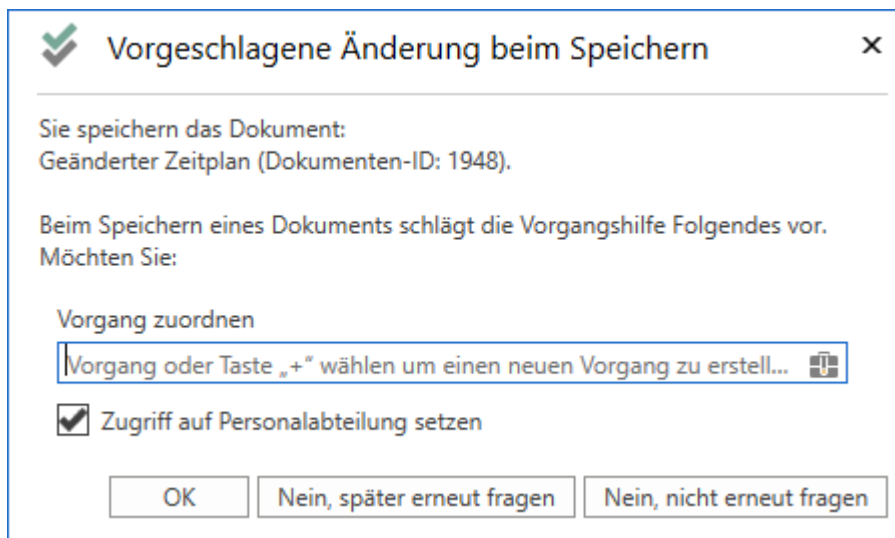 Vorgeschlagene Änderung beim Speichern
Sie speichern das Dokument:
Geänderter Zeitplan (Dokumenten-ID: 1948).
Beim Speichern eines Dokuments schlägt die Vorgangshilfe Folgendes vor.
Möchten Sie:
Vorgang zuordnen
Vorgang oder Taste „+“ wählen um einen neuen Vorgang zu erstell...
Zugriff auf Personalabteilung setzen
OK
Nein, später erneut fragen
Nein, nicht erneut fragen